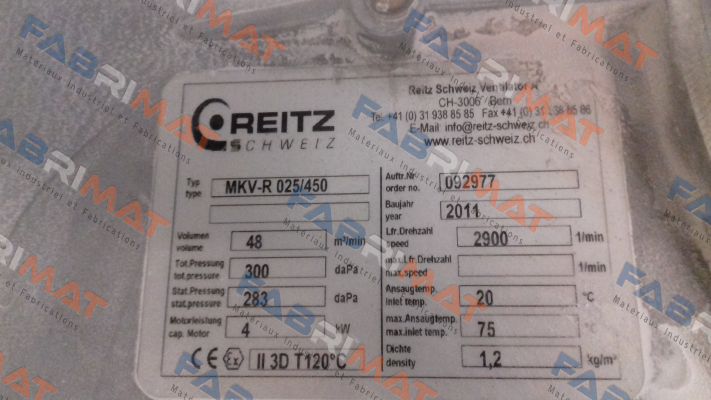 REITZ
SCHWEIZ
Reitz Schweiz Ventilator A
CH-3006 Bern
Tel. +41 (0) 31 938 85 85 Fax +41 (0) 31 938 85 86
E-Mail info@reitz-schweiz.ch
www.reitz-schweiz.ch
Typ
type
MKV-R 025/450
Volumen
volume
48
m³/min
Tot.Pressung
tot.pressure
300
daPa
Stat.Pressung
stat.pressure
283
daPa
Motorleistung
cap. Motor
4
kW
CE Ex II 3D T120°C
Auftr.Nr
order no.
092977
Baujahr
year
2011
Lfr.Drehzahl
speed
2900
1/min
max.Lfr.Drehzahl
max.speed
1/min
Ansaugtemp.
inlet temp.
20
°C
max.Ansaugtemp.
max.inlet temp.
75
°C
Dichte
density
1,2
kg/m³
FABRIMAT
Materiaux Industriel et Fabrications